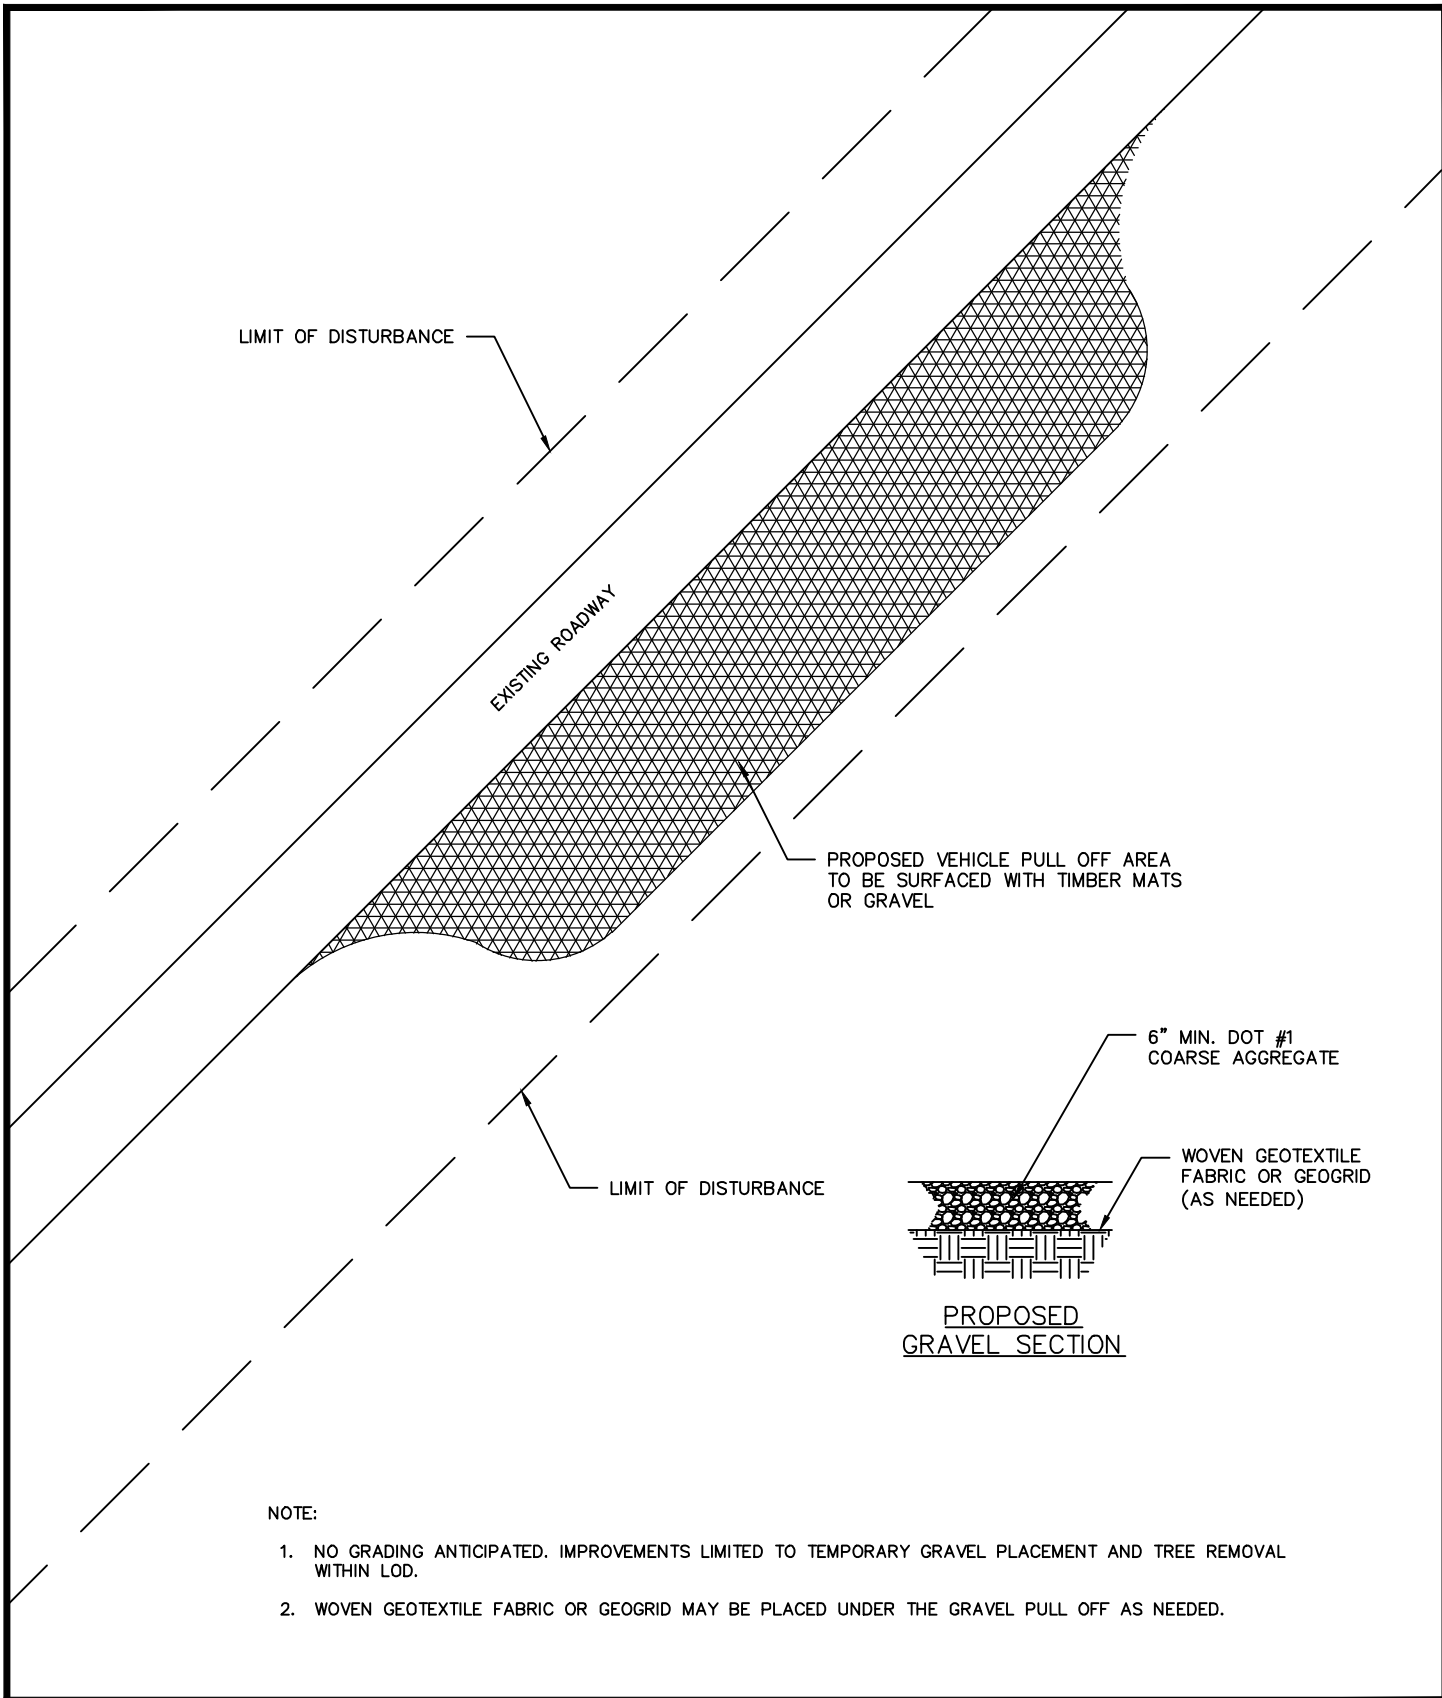 LIMIT OF DISTURBANCE
EXISTING ROADWAY
PROPOSED VEHICLE PULL OFF AREA
TO BE SURFACED WITH TIMBER MATS
OR GRAVEL
6" MIN. DOT #1
COARSE AGGREGATE
WOVEN GEOTEXTILE
FABRIC OR GEOGRID
(AS NEEDED)
LIMIT OF DISTURBANCE
PROPOSED
GRAVEL SECTION
NOTE:
1. NO GRADING ANTICIPATED. IMPROVEMENTS LIMITED TO TEMPORARY GRAVEL PLACEMENT AND TREE REMOVAL
WITHIN LOD.
2. WOVEN GEOTEXTILE FABRIC OR GEOGRID MAY BE PLACED UNDER THE GRAVEL PULL OFF AS NEEDED.